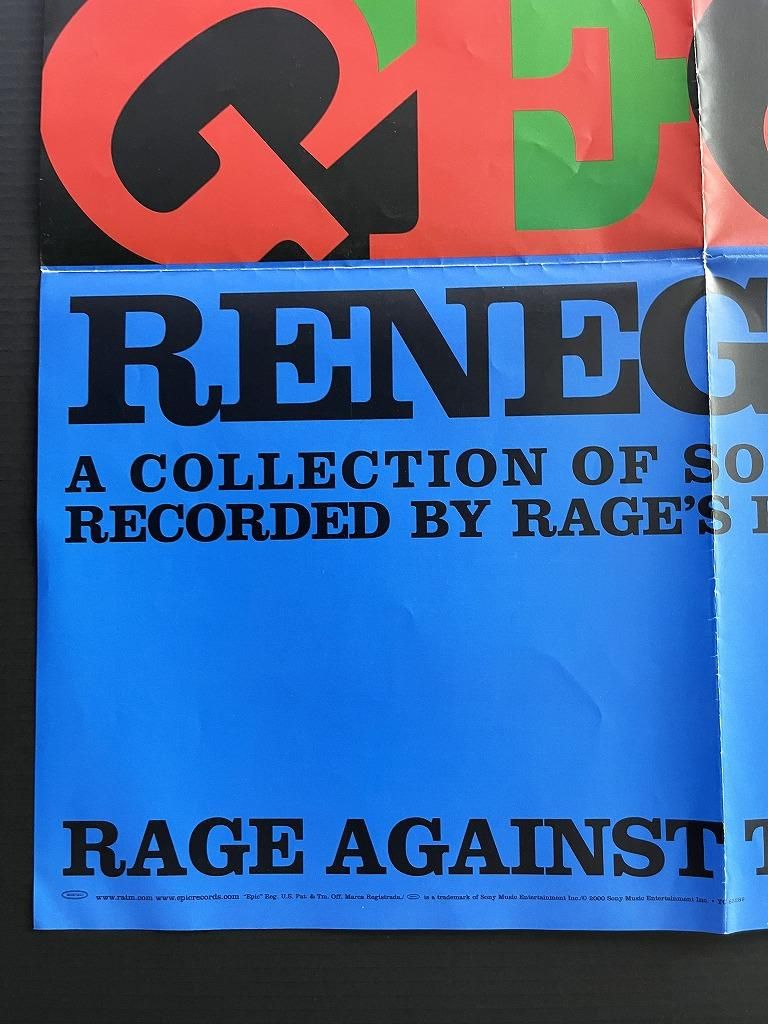 GE
RENEG
A COLLECTION OF SO
RECORDED BY RAGE'S
RAGE AGAINST T
www.ratm.com www.epicrecords.com "Epic" Reg. U.S. Pat. & Tm. Off. Marca Registrada./ is a trademark of Sony Music Entertainment Inc./© 2000 Sony Music Entertainment Inc. •